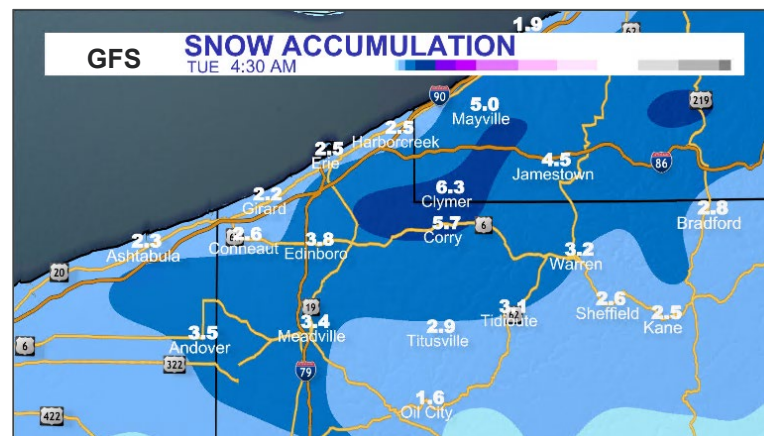 1.9
GFS
SNOW ACCUMULATION
TUE 4:30 AM
62
90
219
5.0
Mayville
2.5
Harborcreek
2.5
Erie
4.5
Jamestown
86
6.3
Clymer
2.2
Girard
2.8
Bradford
5.7
Corry
6
2.6
Conneaut
6
3.8
Edinboro
2.3
Ashtabula
3.2
Warren
20
2.6
Sheffield
2.5
Kane
19
3.1
Tidioute
62
3.4
Meadville
2.9
Titusville
3.5
Andover
6
322
79
1.6
Oil City
422